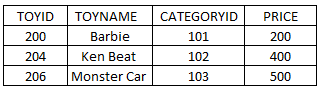 TOYID TOYNAME CATEGORYID PRICE
200 Barbie 101 200
204 Ken Beat 102 400
206 Monster Car 103 500